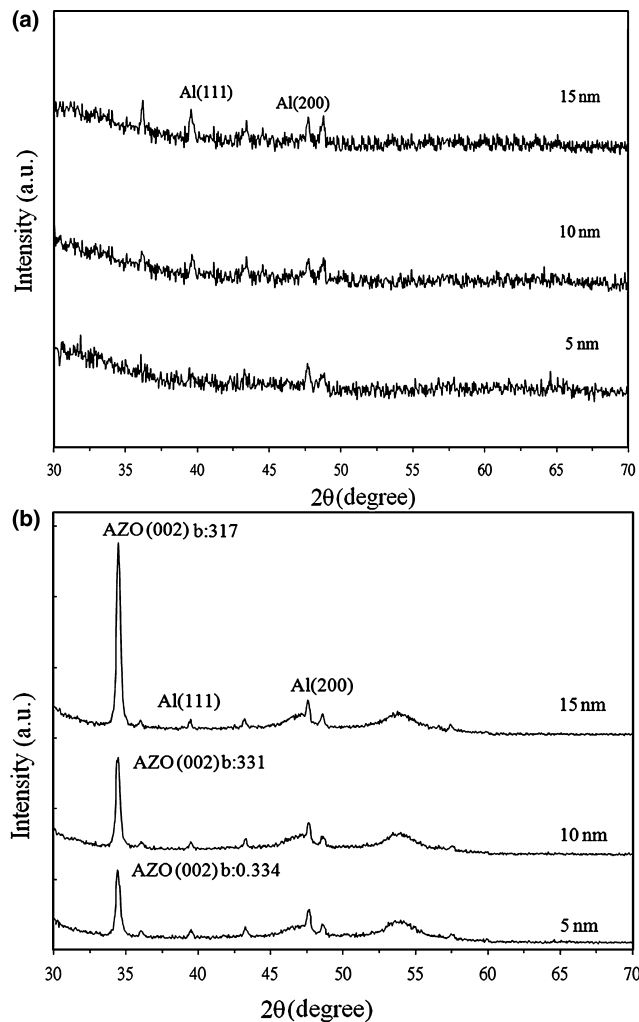 (a)
Al(111)
Al(200)
15 nm
10 nm
5 nm
Intensity (a.u.)
30 35 40 45 50 55 60 65 70
2θ(degree)
(b)
AZO (002) b:317
Al(111)
Al(200)
15 nm
AZO (002) b:331
10 nm
AZO (002) b:0.334
5 nm
Intensity (a.u.)
30 35 40 45 50 55 60 65 70
2θ(degree)